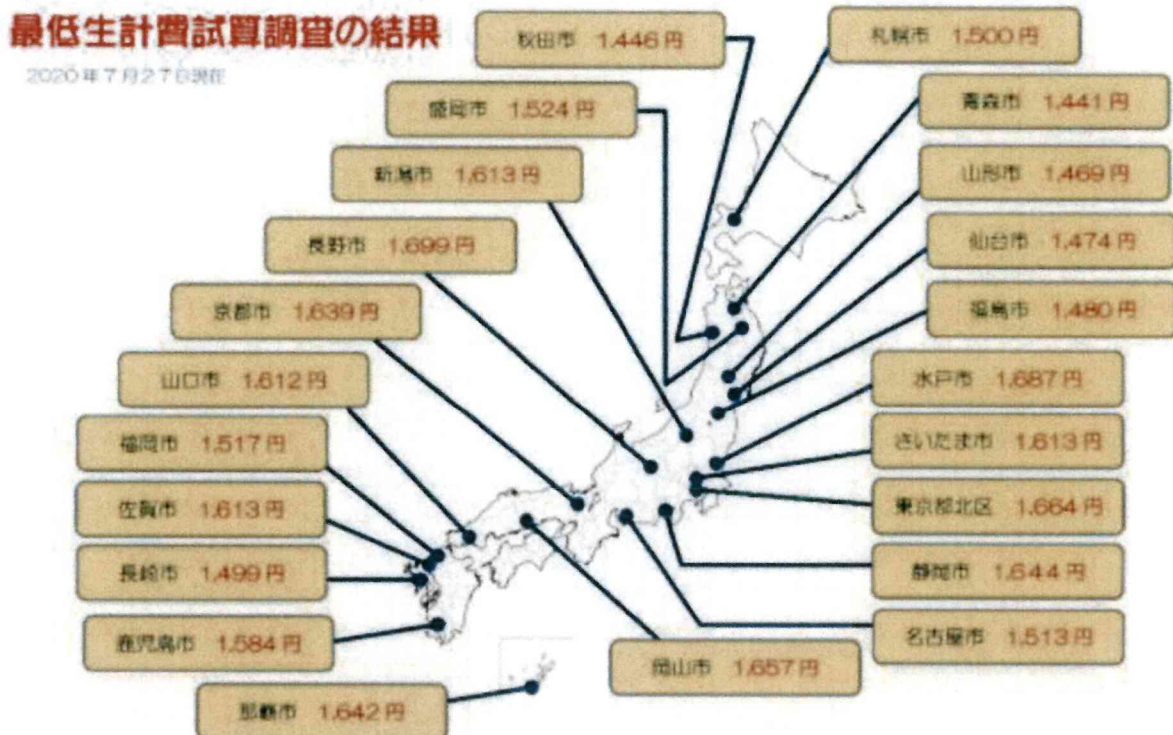 最低生計費試算調査の結果
2020年7月27日現在
秋田市 1,446円
札幌市 1,500円
盛岡市 1,524円
青森市 1,441円
新潟市 1,613円
山形市 1,469円
長野市 1,699円
仙台市 1,474円
京都市 1,639円
福島市 1,480円
山口市 1,612円
水戸市 1,687円
福岡市 1,517円
さいたま市 1,613円
佐賀市 1,613円
東京都北区 1,664円
長崎市 1,499円
静岡市 1,644円
鹿児島市 1,584円
名古屋市 1,513円
岡山市 1,657円
那覇市 1,642円